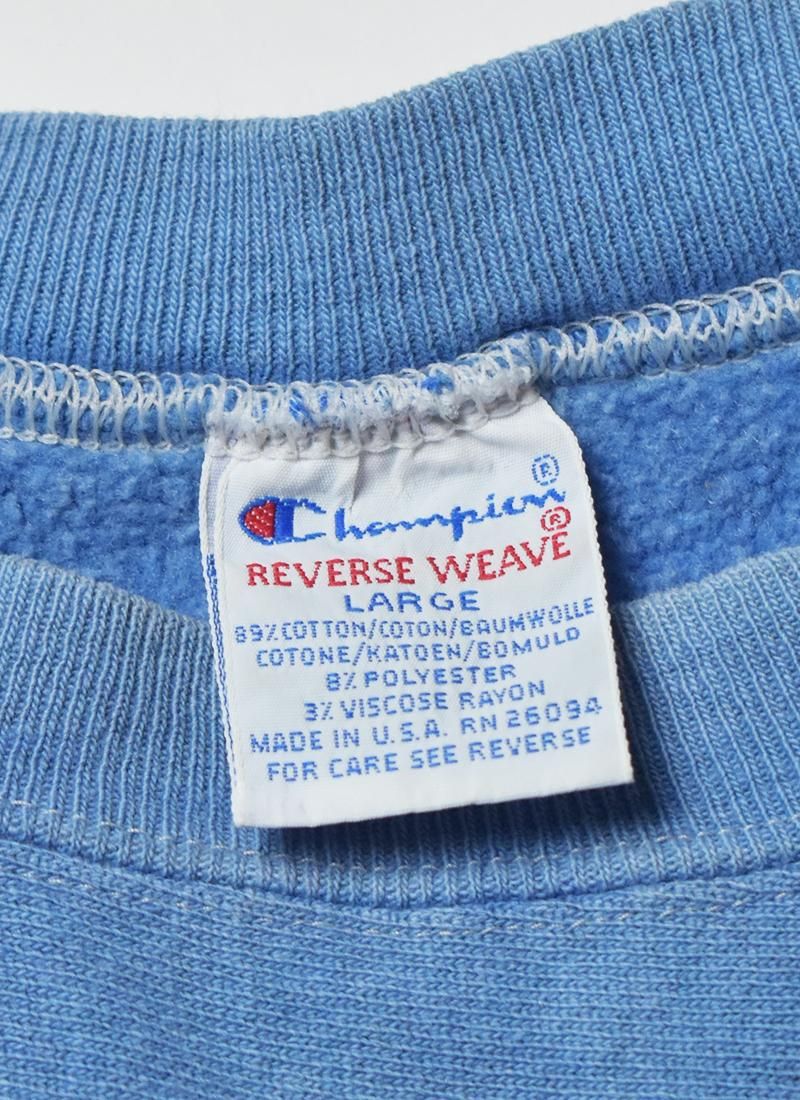 Champion®
REVERSE WEAVE®
LARGE
89%COTTON/COTON/BAUMWOLLE
COTONE/KATOEN/BOMULD
8% POLYESTER
3% VISCOSE RAYON
MADE IN U.S.A. RN 26094
FOR CARE SEE REVERSE